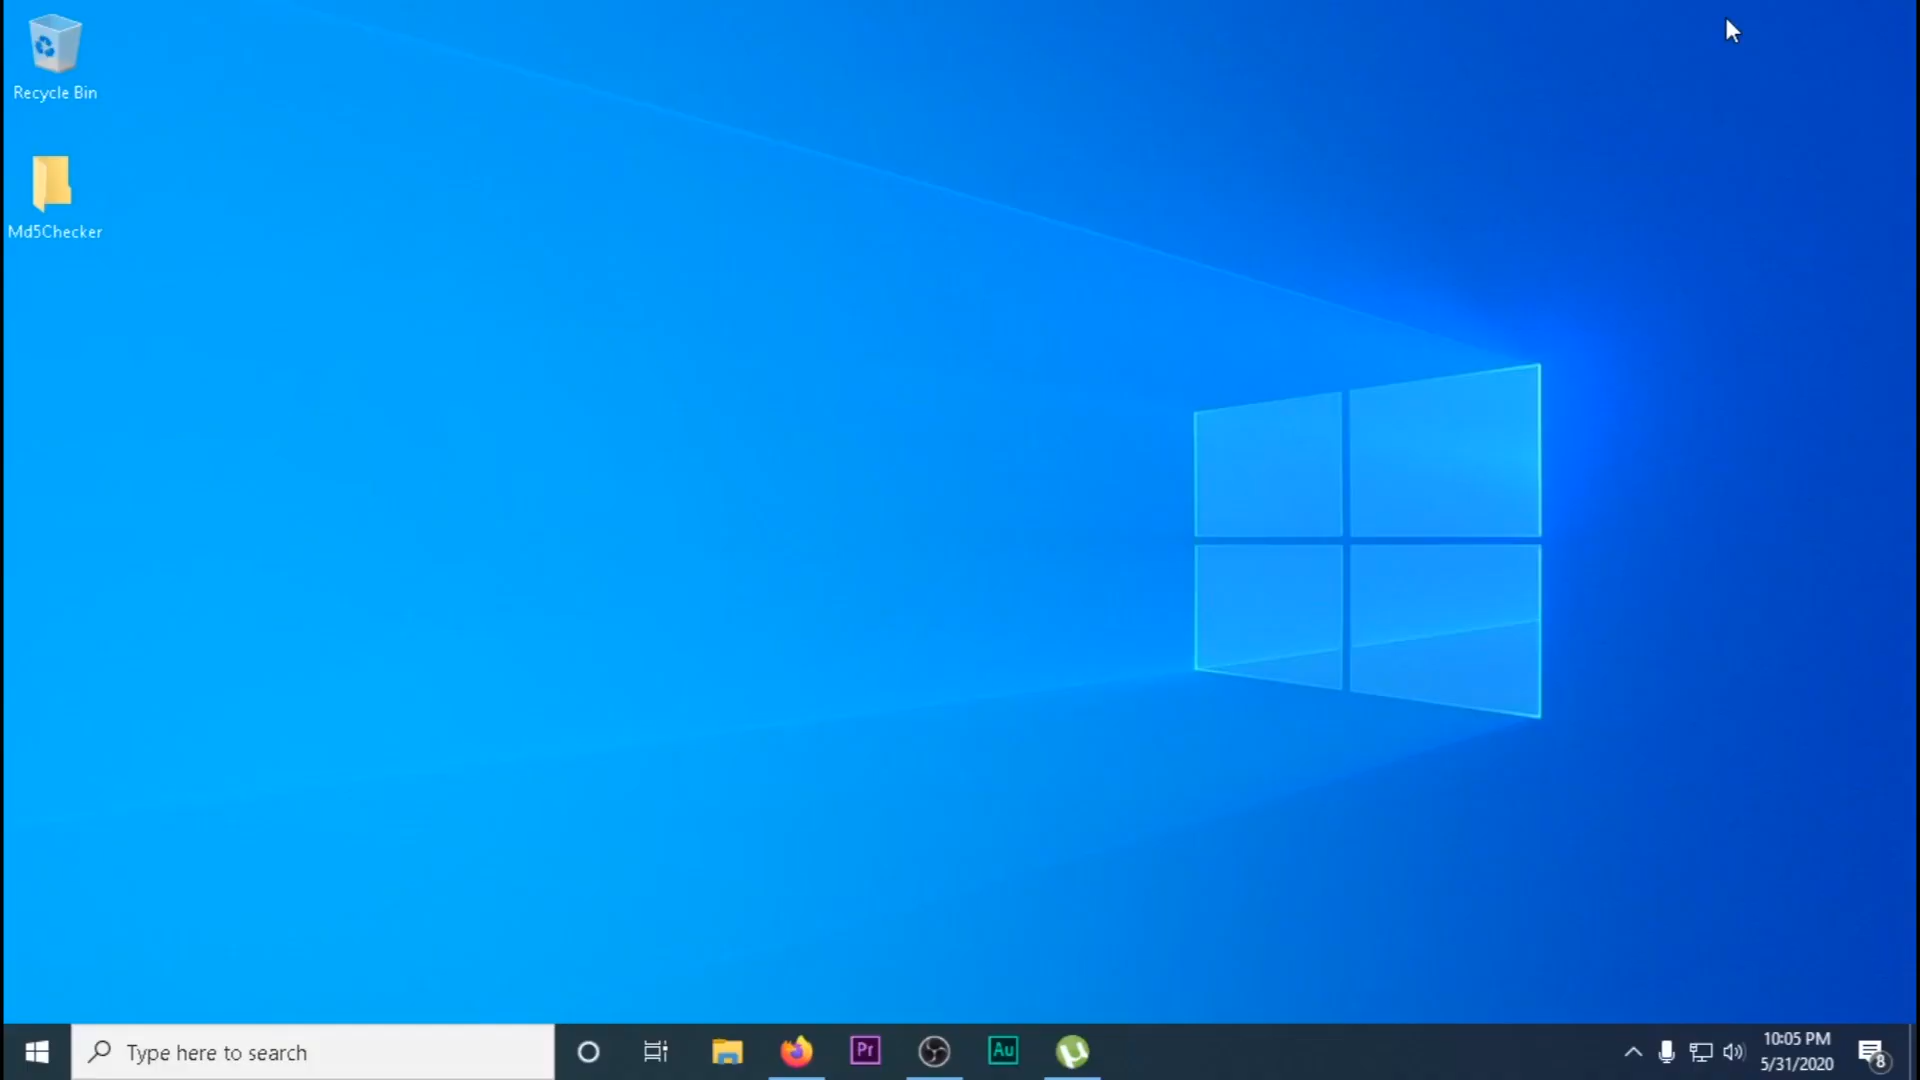 Recycle Bin
Md5Checker
Type here to search
Pr
Au
10:05 PM
5/31/2020
8